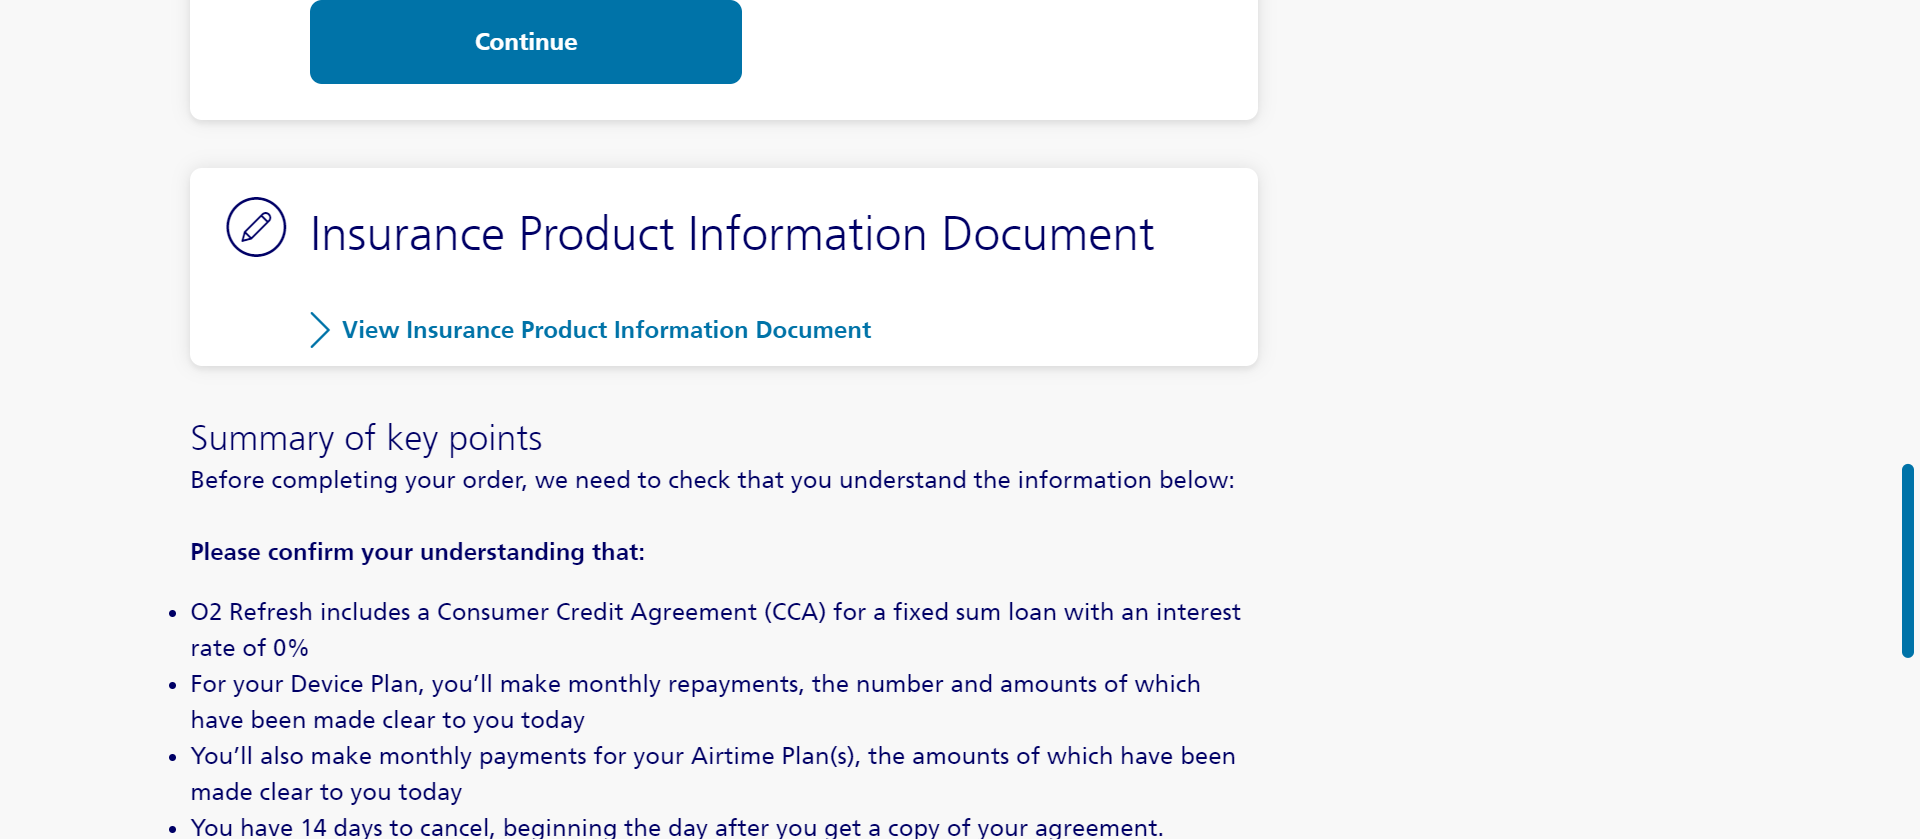 Continue
Insurance Product Information Document
View Insurance Product Information Document
Summary of key points
Before completing your order, we need to check that you understand the information below:
Please confirm your understanding that:
• O2 Refresh includes a Consumer Credit Agreement (CCA) for a fixed sum loan with an interest
rate of 0%
• For your Device Plan, you’ll make monthly repayments, the number and amounts of which
have been made clear to you today
• You’ll also make monthly payments for your Airtime Plan(s), the amounts of which have been
made clear to you today
• You have 14 days to cancel, beginning the day after you get a copy of your agreement.